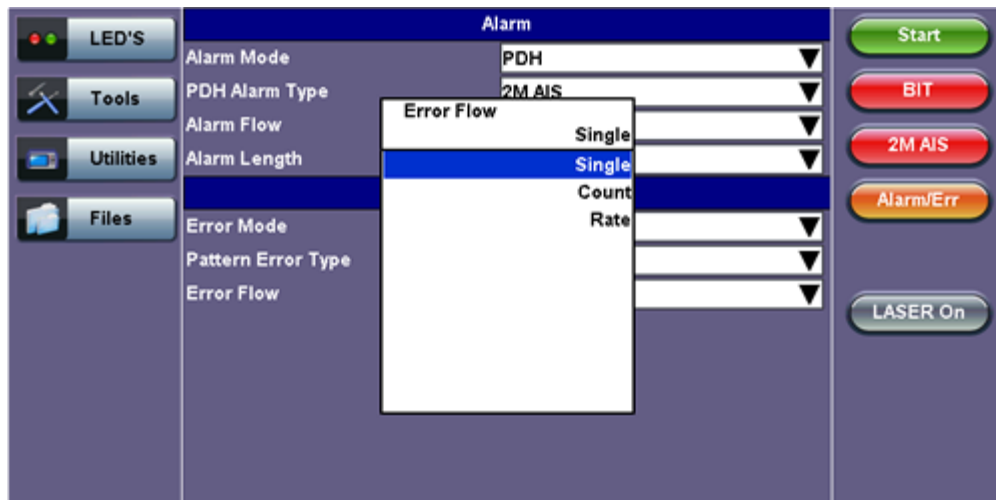 LED'S
Tools
Utilities
Files
Alarm
Alarm Mode PDH
PDH Alarm Type 2M AIS
Alarm Flow
Alarm Length
Error Mode
Pattern Error Type
Error Flow
Error Flow
Single
Single
Count
Rate
Start
BIT
2M AIS
Alarm/Err
LASER On